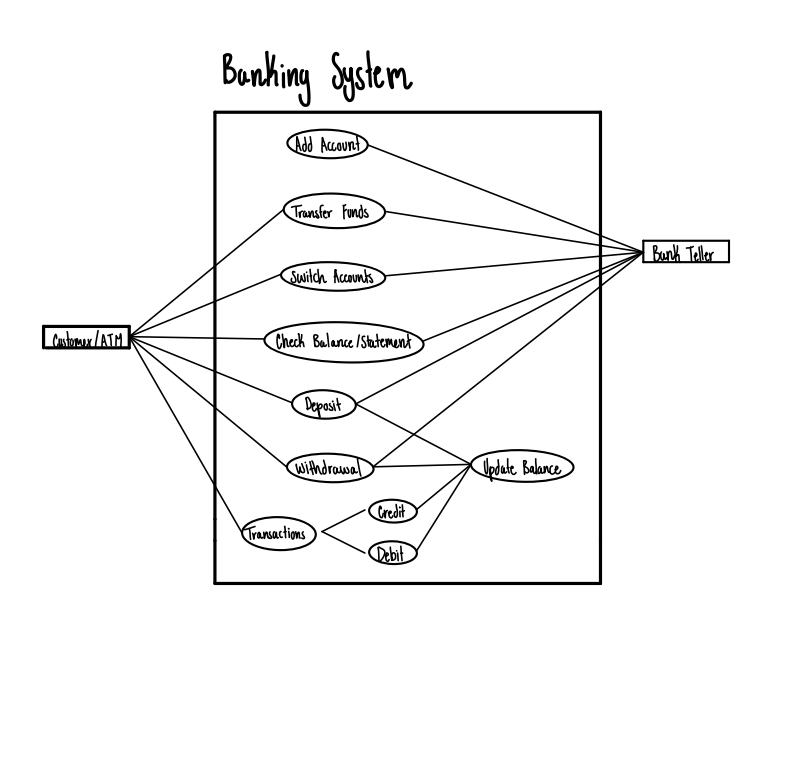 Banking System
Add Account
Transfer Funds
Bank Teller
Switch Accounts
Customer/ATM
Check Balance/Statement
Deposit
Withdrawal
Update Balance
Credit
Transactions
Debit